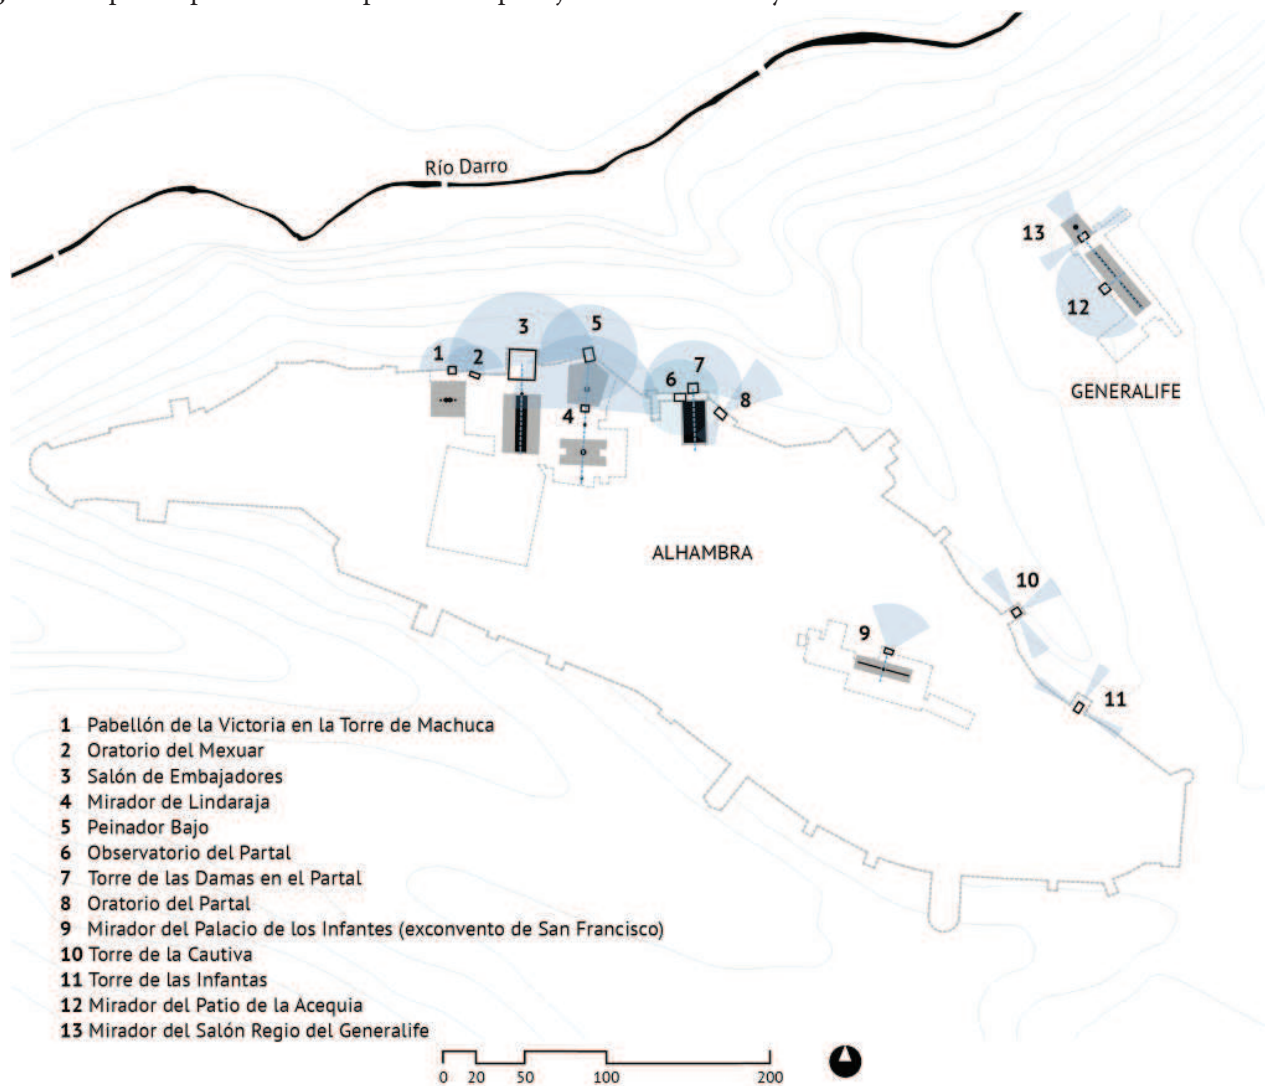 Río Darro
13
12
GENERALIFE
3
5
1
2
7
6
8
4
ALHAMBRA
10
9
11
1 Pabellón de la Victoria en la Torre de Machuca
2 Oratorio del Mexuar
3 Salón de Embajadores
4 Mirador de Lindaraja
5 Peinador Bajo
6 Observatorio del Partal
7 Torre de las Damas en el Partal
8 Oratorio del Partal
9 Mirador del Palacio de los Infantes (exconvento de San Francisco)
10 Torre de la Cautiva
11 Torre de las Infantas
12 Mirador del Patio de la Acequia
13 Mirador del Salón Regio del Generalife
0 20 50 100 200